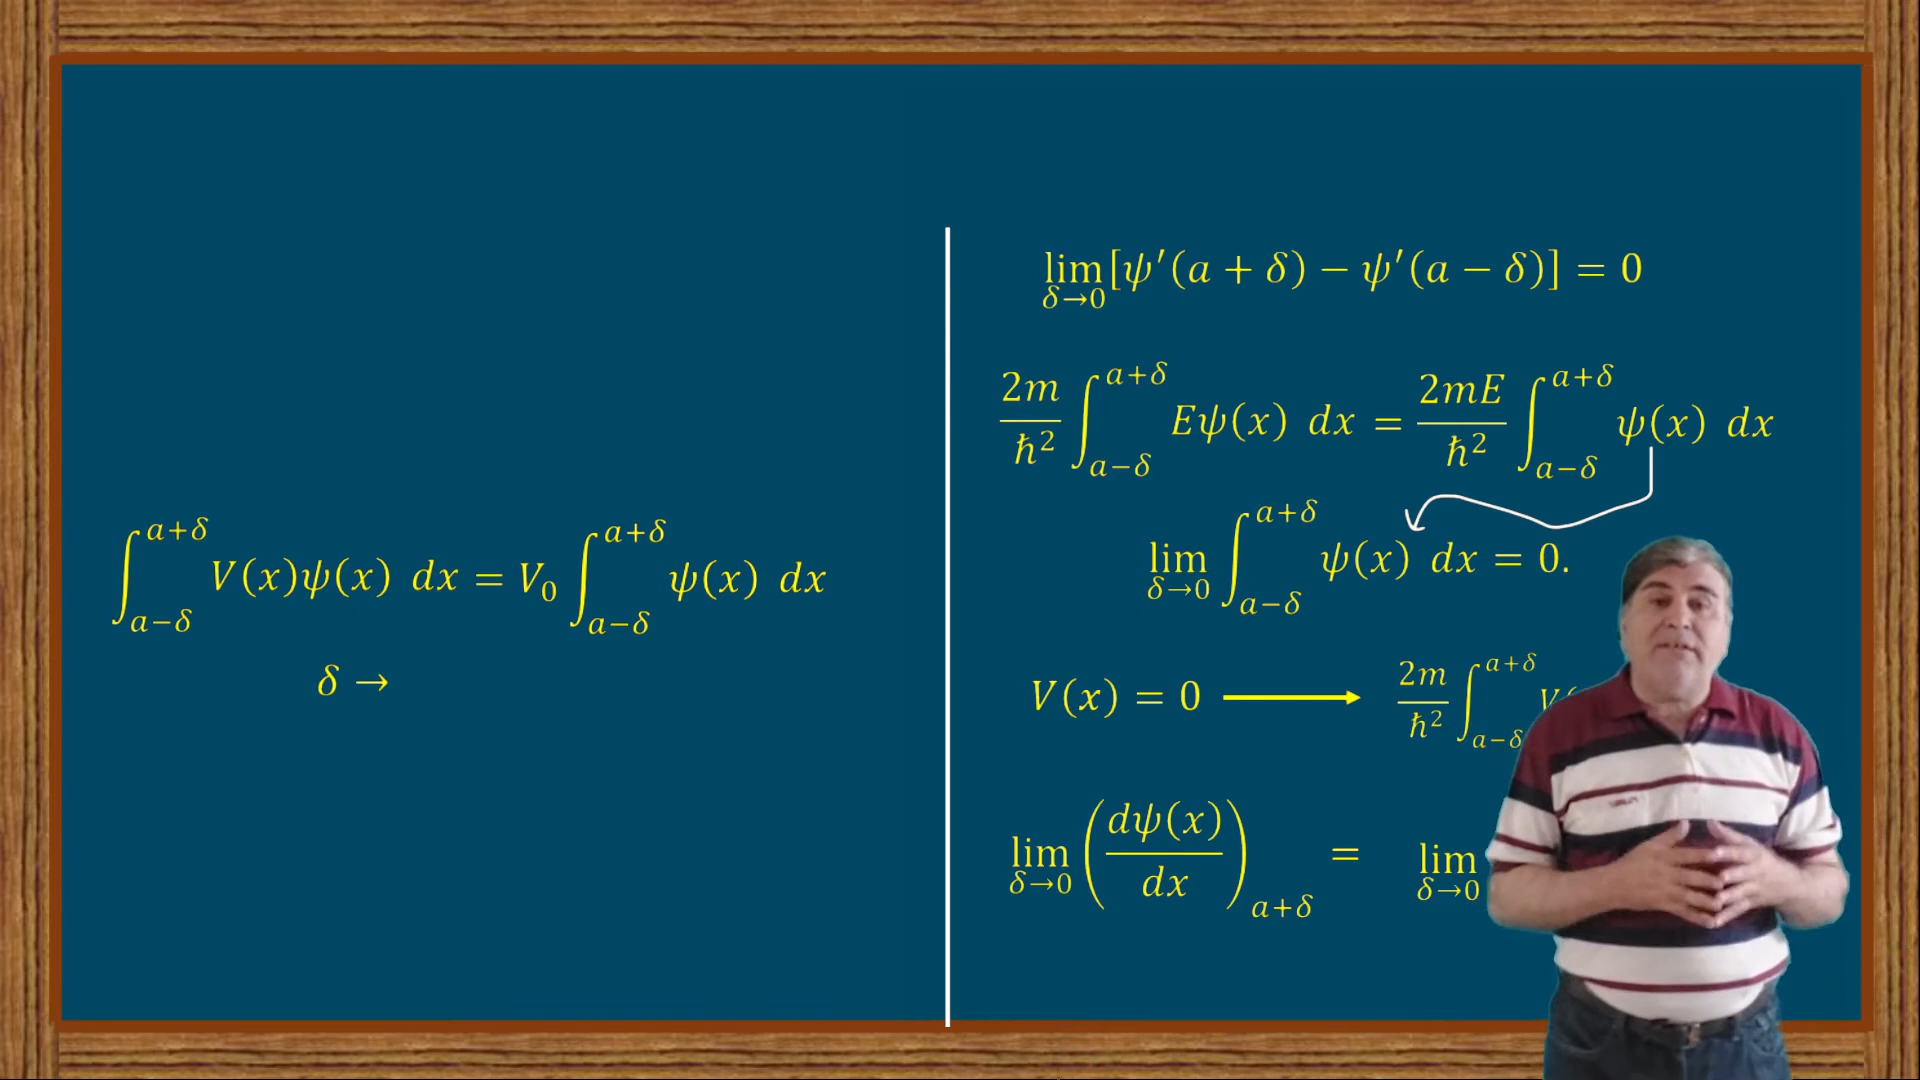 ∫_{a−δ}^{a+δ} V(x)ψ(x) dx = V₀ ∫_{a−δ}^{a+δ} ψ(x) dx
δ →
lim_{δ→0} [ψ′(a + δ) − ψ′(a − δ)] = 0
2m/ħ² ∫_{a−δ}^{a+δ} Eψ(x) dx = 2mE/ħ² ∫_{a−δ}^{a+δ} ψ(x) dx
lim_{δ→0} ∫_{a−δ}^{a+δ} ψ(x) dx = 0.
V(x) = 0 ⟶ 2m/ħ² ∫_{a−δ}^{a+δ} V(
lim_{δ→0} (dψ(x)/dx)_{a+δ} = lim_{δ→0}